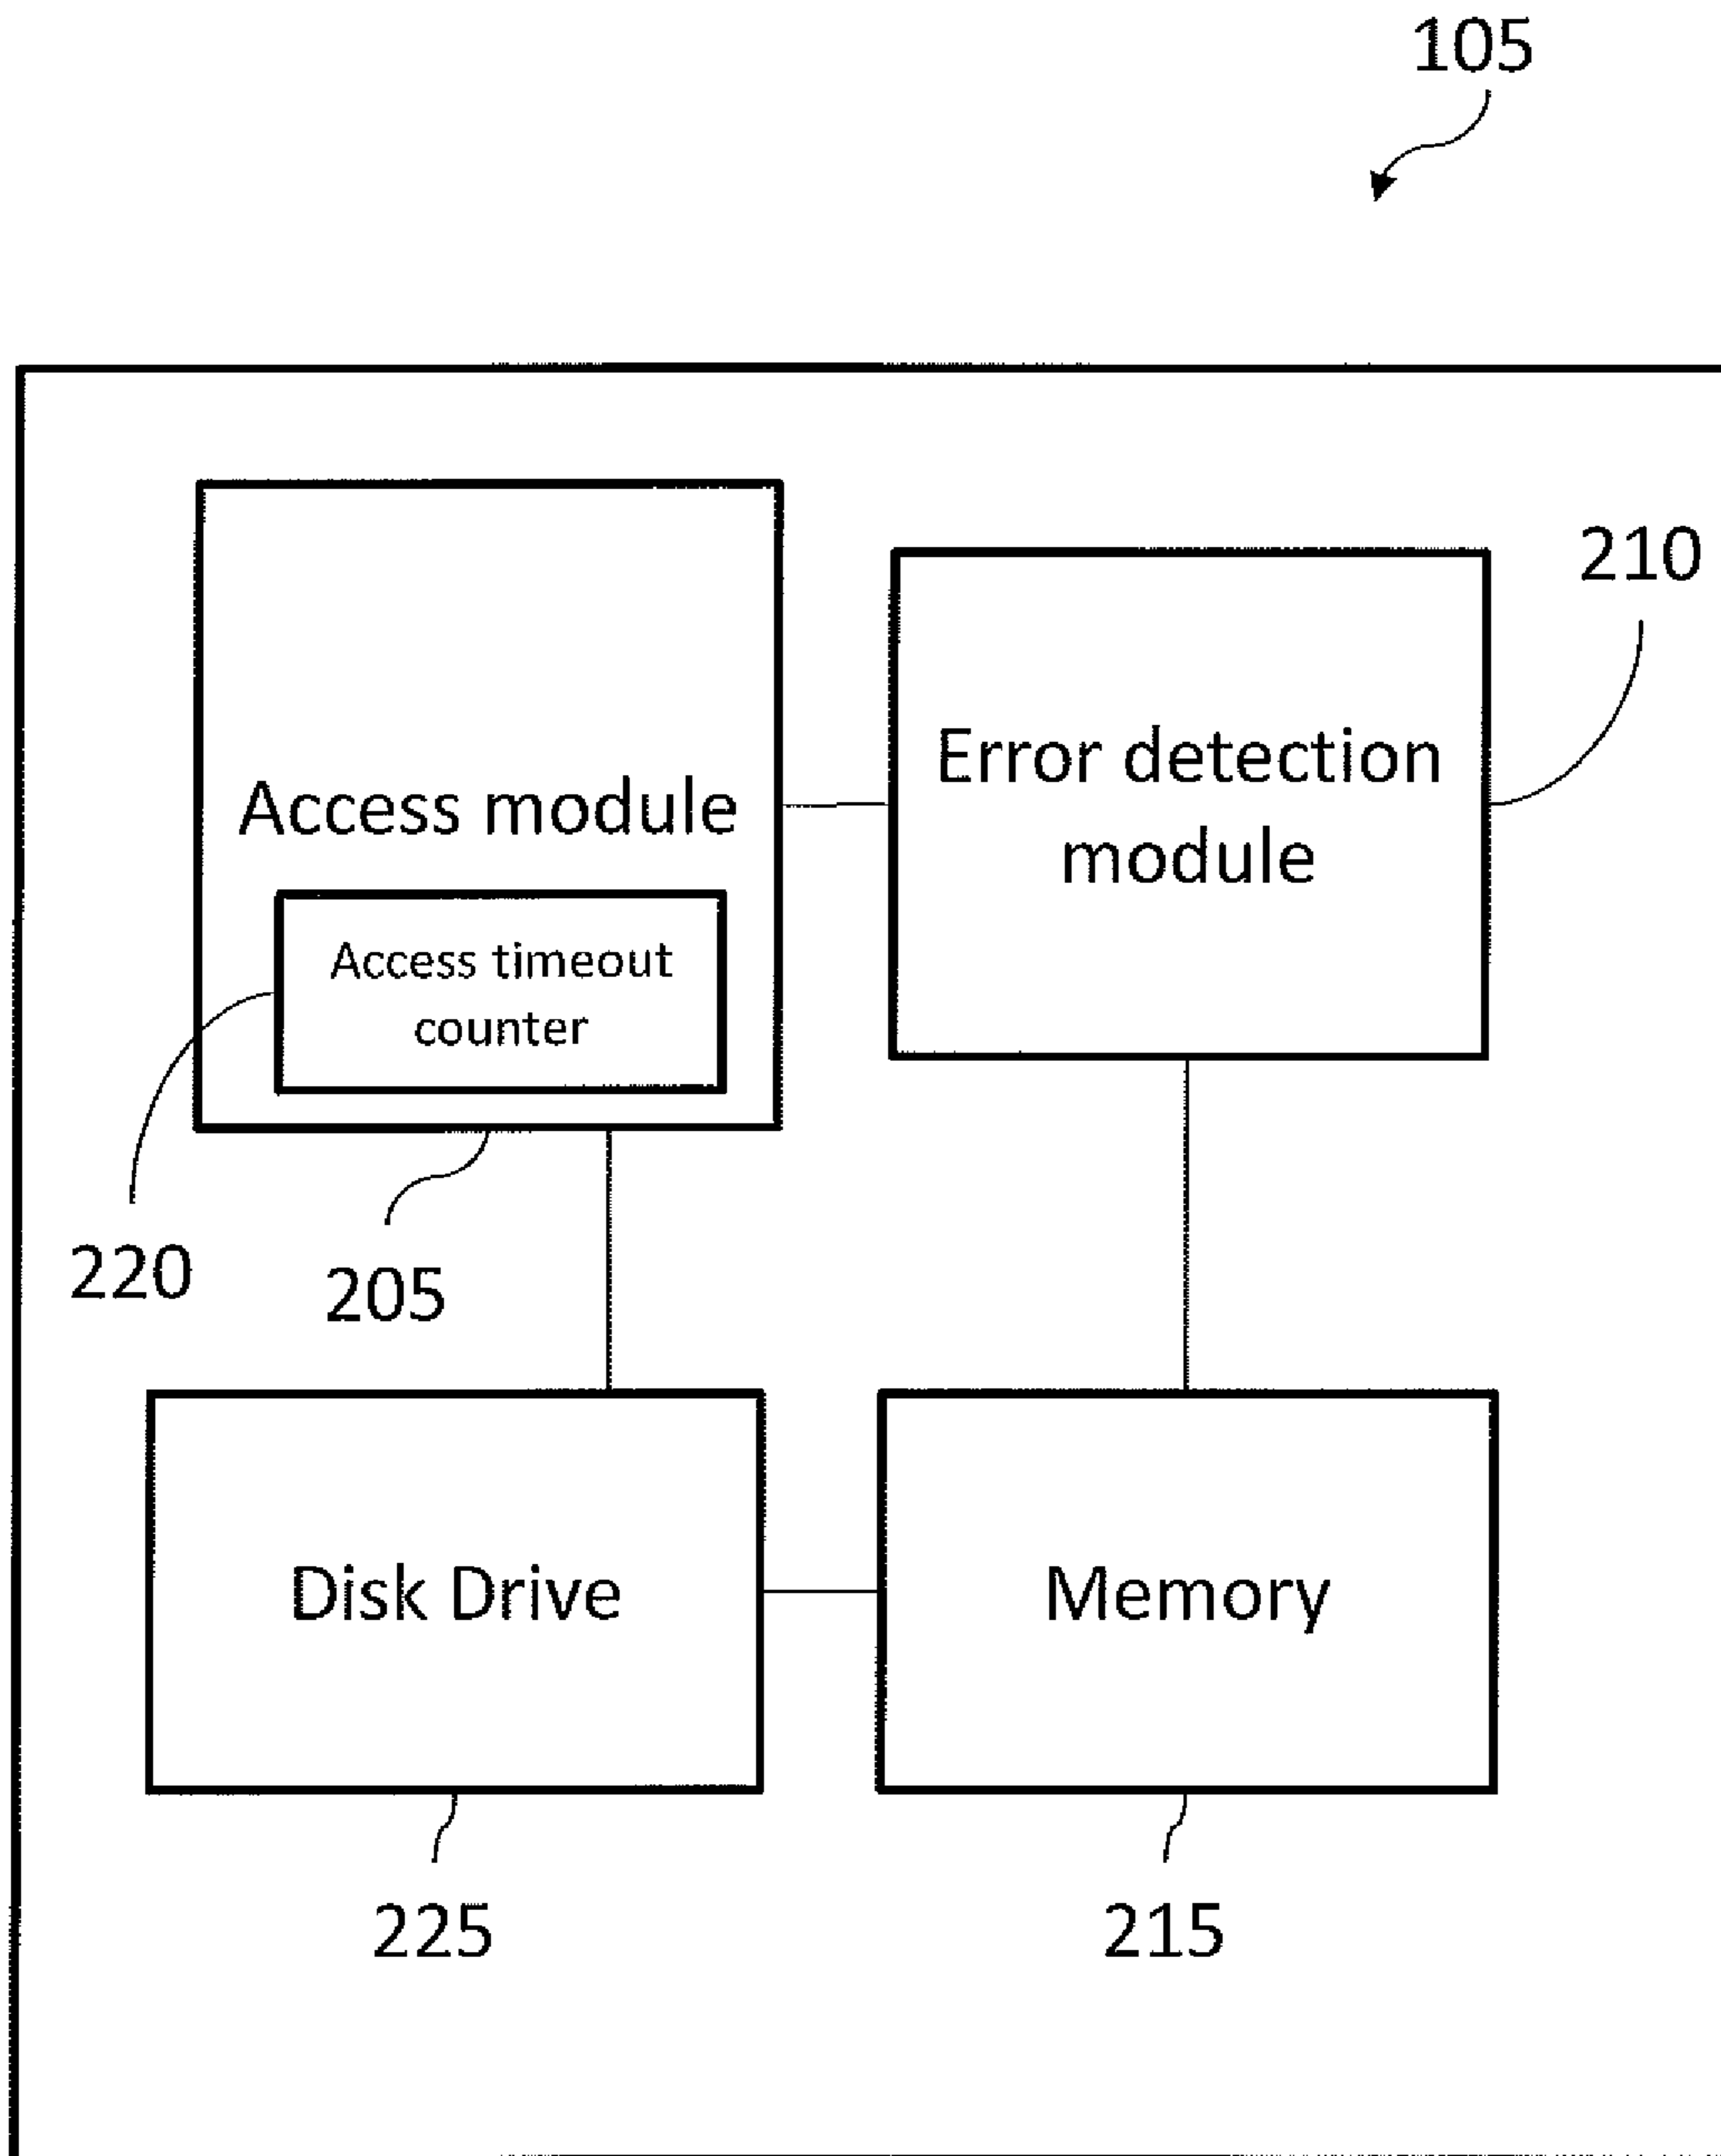 105
210
Error detection
module
Access module
Access timeout
counter
220
205
Disk Drive
Memory
225
215